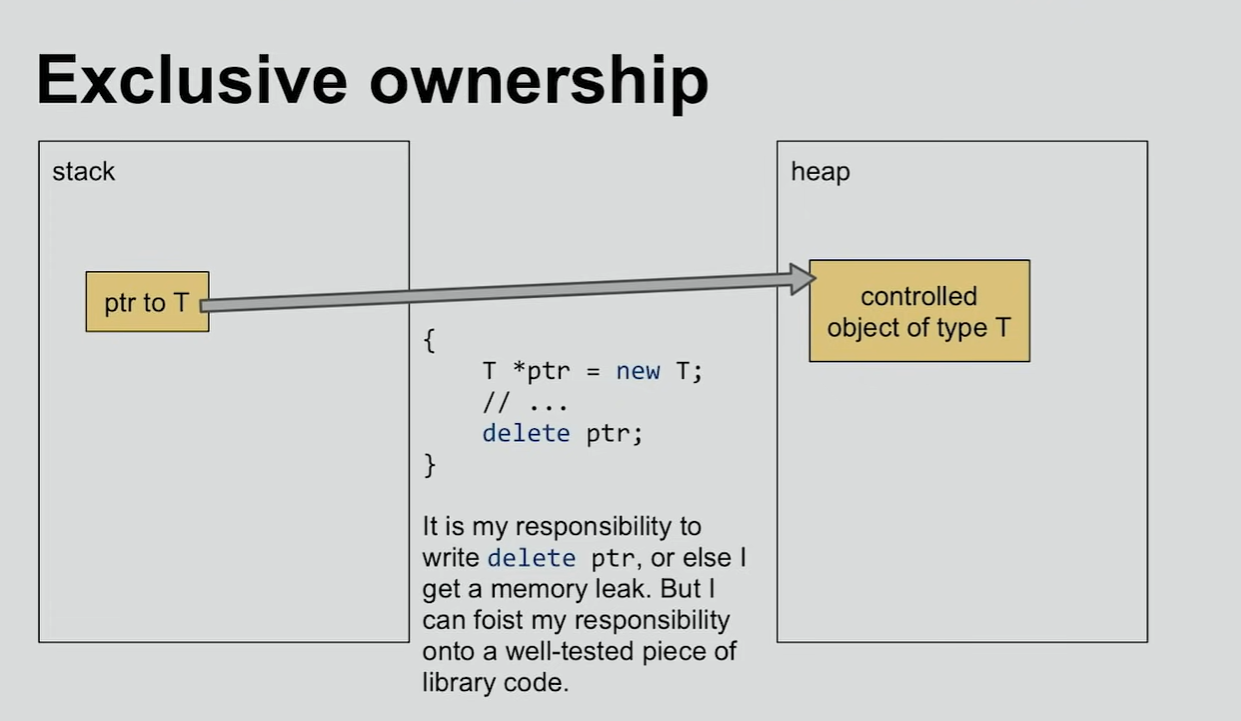 Exclusive ownership
stack
heap
ptr to T
controlled
object of type T
{
    T *ptr = new T;
    // ...
    delete ptr;
}
It is my responsibility to
write delete ptr, or else I
get a memory leak. But I
can foist my responsibility
onto a well-tested piece of
library code.